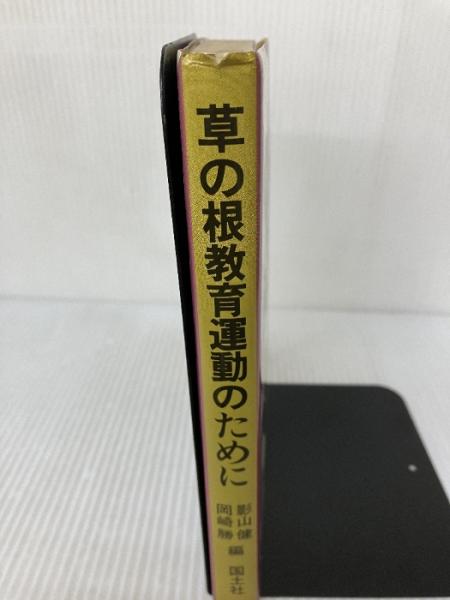 草の根教育運動のために
影山健
岡崎勝
編
国土社